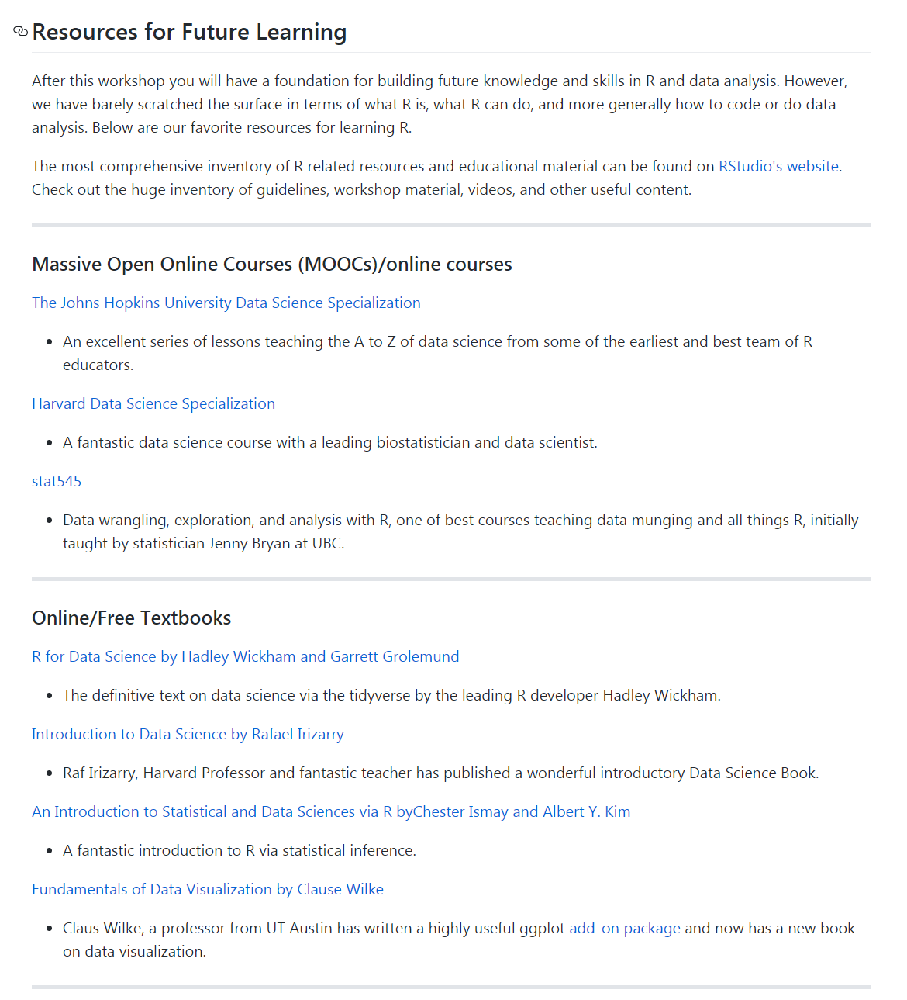 Resources for Future Learning
After this workshop you will have a foundation for building future knowledge and skills in R and data analysis. However,
we have barely scratched the surface in terms of what R is, what R can do, and more generally how to code or do data
analysis. Below are our favorite resources for learning R.
The most comprehensive inventory of R related resources and educational material can be found on RStudio's website.
Check out the huge inventory of guidelines, workshop material, videos, and other useful content.
Massive Open Online Courses (MOOCs)/online courses
The Johns Hopkins University Data Science Specialization
• An excellent series of lessons teaching the A to Z of data science from some of the earliest and best team of R
educators.
Harvard Data Science Specialization
• A fantastic data science course with a leading biostatistician and data scientist.
stat545
• Data wrangling, exploration, and analysis with R, one of best courses teaching data munging and all things R, initially
taught by statistician Jenny Bryan at UBC.
Online/Free Textbooks
R for Data Science by Hadley Wickham and Garrett Grolemund
• The definitive text on data science via the tidyverse by the leading R developer Hadley Wickham.
Introduction to Data Science by Rafael Irizarry
• Raf Irizarry, Harvard Professor and fantastic teacher has published a wonderful introductory Data Science Book.
An Introduction to Statistical and Data Sciences via R byChester Ismay and Albert Y. Kim
• A fantastic introduction to R via statistical inference.
Fundamentals of Data Visualization by Clause Wilke
• Claus Wilke, a professor from UT Austin has written a highly useful ggplot add-on package and now has a new book
on data visualization.